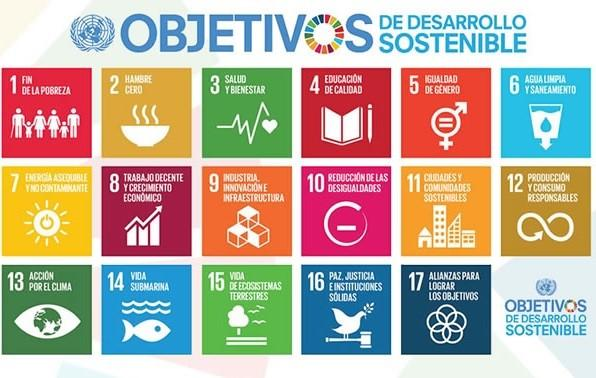 OBJETIVOS DE DESARROLLO
SOSTENIBLE
1 FIN
DE LA POBREZA
2 HAMBRE
CERO
3 SALUD
Y BIENESTAR
4 EDUCACIÓN
DE CALIDAD
5 IGUALDAD
DE GÉNERO
6 AGUA LIMPIA
Y SANEAMIENTO
7 ENERGÍA ASEQUIBLE
Y NO CONTAMINANTE
8 TRABAJO DECENTE
Y CRECIMIENTO
ECONÓMICO
9 INDUSTRIA,
INNOVACIÓN E
INFRAESTRUCTURA
10 REDUCCIÓN DE LAS
DESIGUALDADES
11 CIUDADES Y
COMUNIDADES
SOSTENIBLES
12 PRODUCCIÓN
Y CONSUMO
RESPONSABLES
13 ACCIÓN
POR EL CLIMA
14 VIDA
SUBMARINA
15 VIDA
DE ECOSISTEMAS
TERRESTRES
16 PAZ, JUSTICIA
E INSTITUCIONES
SÓLIDAS
17 ALIANZAS PARA
LOGRAR
LOS OBJETIVOS
OBJETIVOS
DE DESARROLLO
SOSTENIBLE